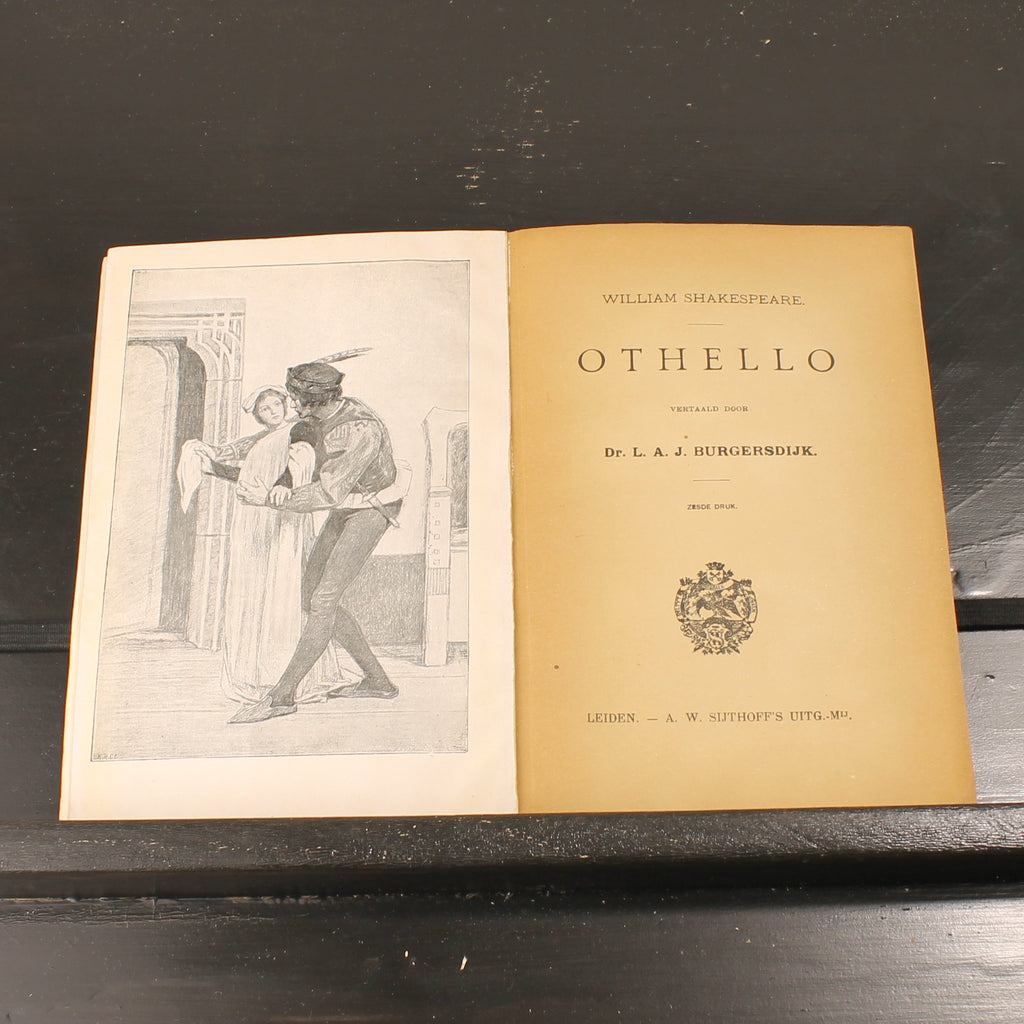 WILLIAM SHAKESPEARE.
OTHELLO
VERTAALD DOOR
Dr. L. A. J. BURGERSDIJK.
ZESDE DRUK.
LEIDEN. — A. W. SIJTHOFF'S UITG.-MIJ.